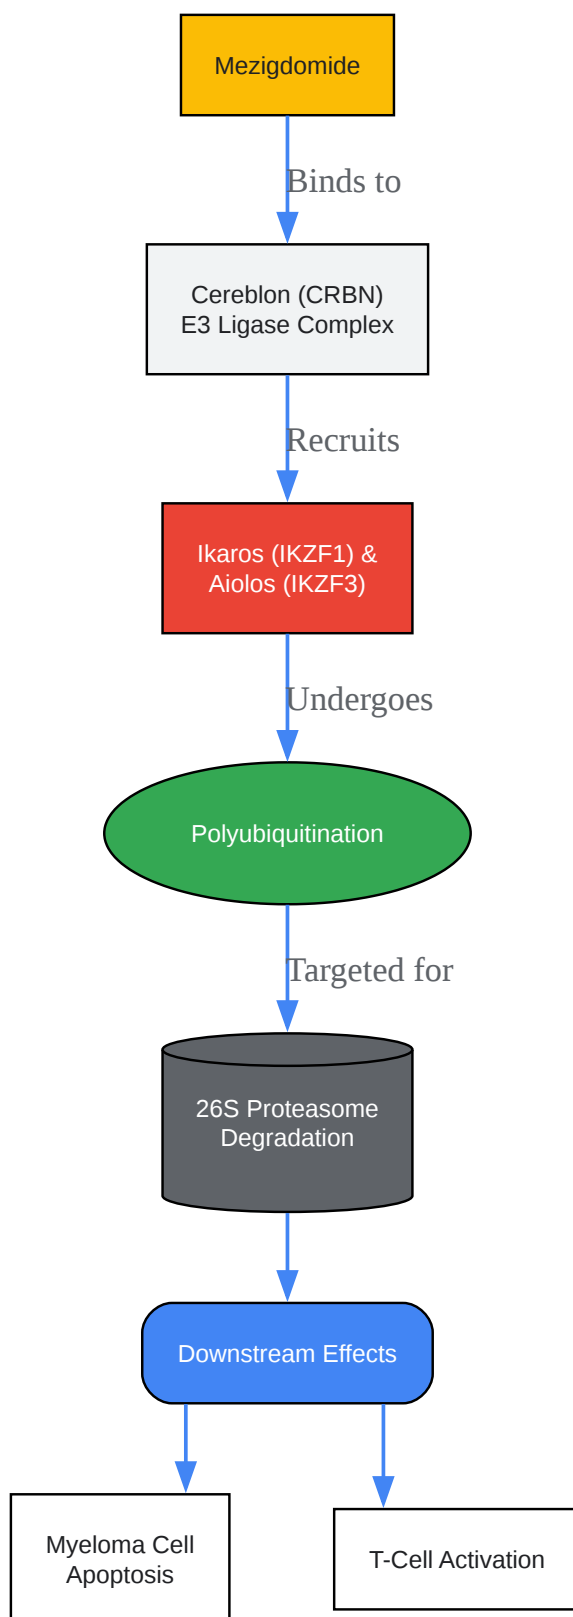 Mezigdomide
Binds to
Cereblon (CRBN)
E3 Ligase Complex
Recruits
Ikaros (IKZF1) &
Aiolos (IKZF3)
Undergoes
Polyubiquitination
Targeted for
26S Proteasome
Degradation
Downstream Effects
Myeloma Cell
Apoptosis
T-Cell Activation